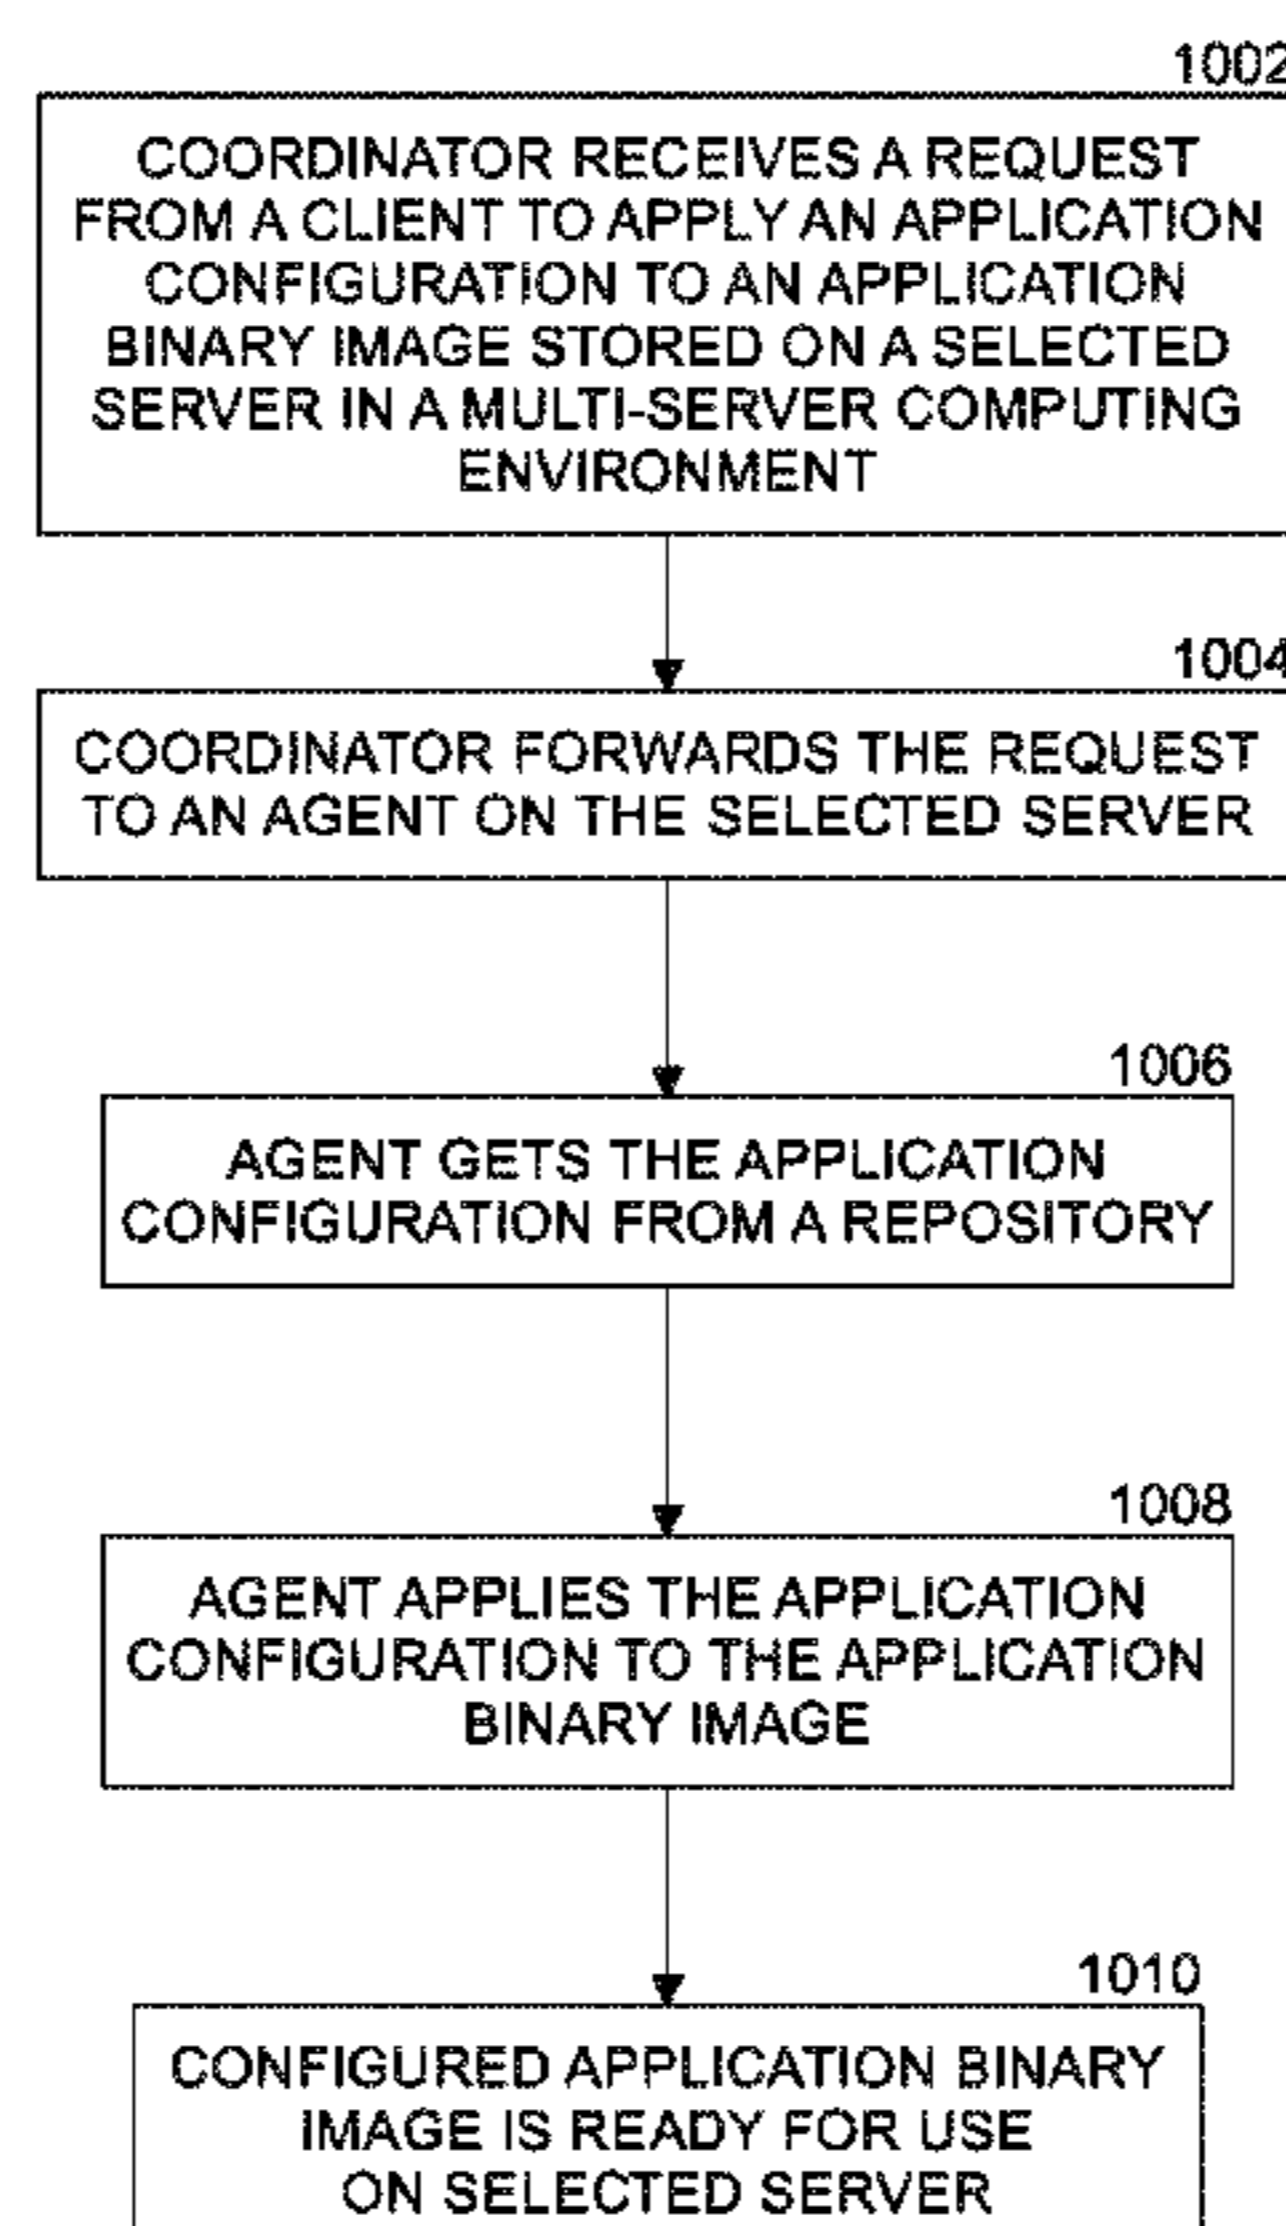 1002
COORDINATOR RECEIVES A REQUEST
FROM A CLIENT TO APPLY AN APPLICATION
CONFIGURATION TO AN APPLICATION
BINARY IMAGE STORED ON A SELECTED
SERVER IN A MULTI-SERVER COMPUTING
ENVIRONMENT
1004
COORDINATOR FORWARDS THE REQUEST
TO AN AGENT ON THE SELECTED SERVER
1006
AGENT GETS THE APPLICATION
CONFIGURATION FROM A REPOSITORY
1008
AGENT APPLIES THE APPLICATION
CONFIGURATION TO THE APPLICATION
BINARY IMAGE
1010
CONFIGURED APPLICATION BINARY
IMAGE IS READY FOR USE
ON SELECTED SERVER